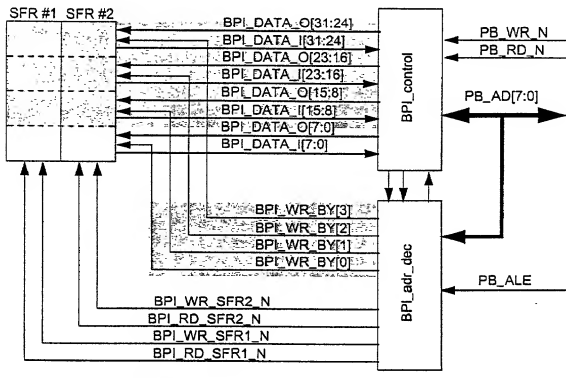 SFR #1 SFR #2
BPI_DATA_O[31:24]
BPI_DATA_I[31:24]
BPI_DATA_O[23:16]
BPI_DATA_I[23:16]
BPI_DATA_O[15:8]
BPI_DATA_I[15:8]
BPI_DATA_O[7:0]
BPI_DATA_I[7:0]
BPI_control
PB_WR_N
PB_RD_N
PB_AD[7:0]
BPI_WR_BY[3]
BPI_WR_BY[2]
BPI_WR_BY[1]
BPI_WR_BY[0]
BPI_adr_dec
PB_ALE
BPI_WR_SFR2_N
BPI_RD_SFR2_N
BPI_WR_SFR1_N
BPI_RD_SFR1_N